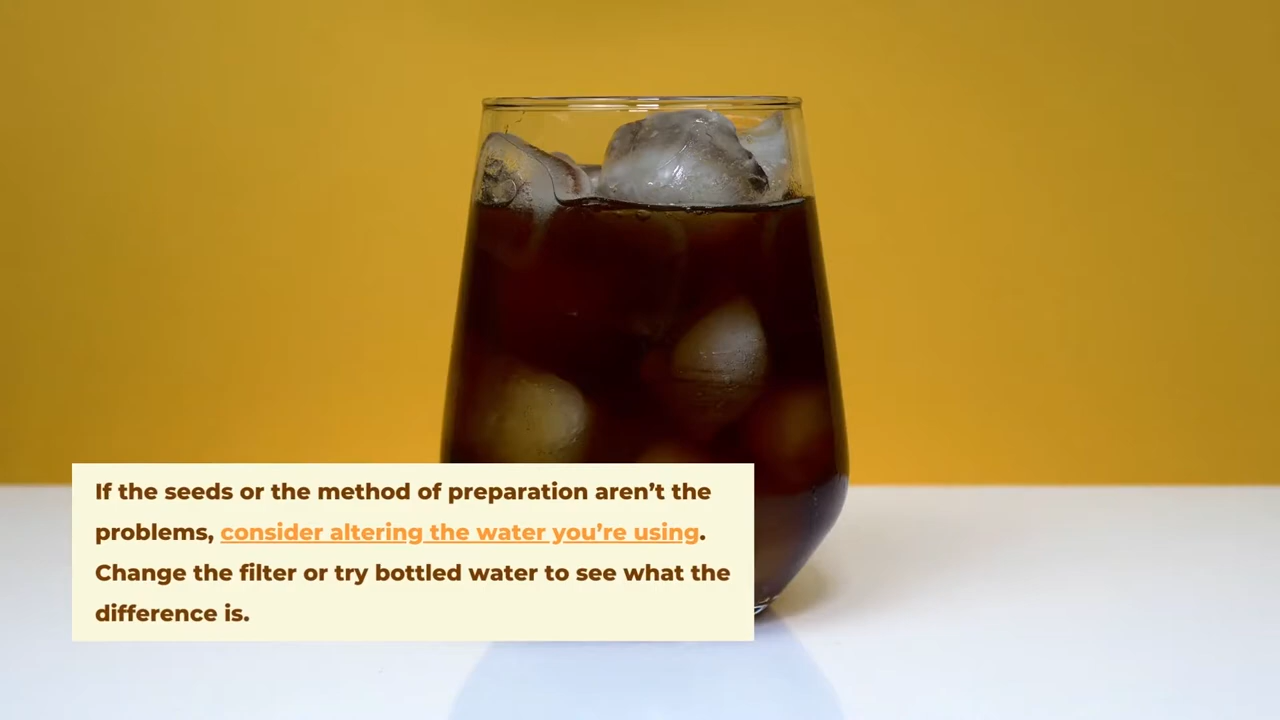 If the seeds or the method of preparation aren’t the
problems, consider altering the water you’re using.
Change the filter or try bottled water to see what the
difference is.